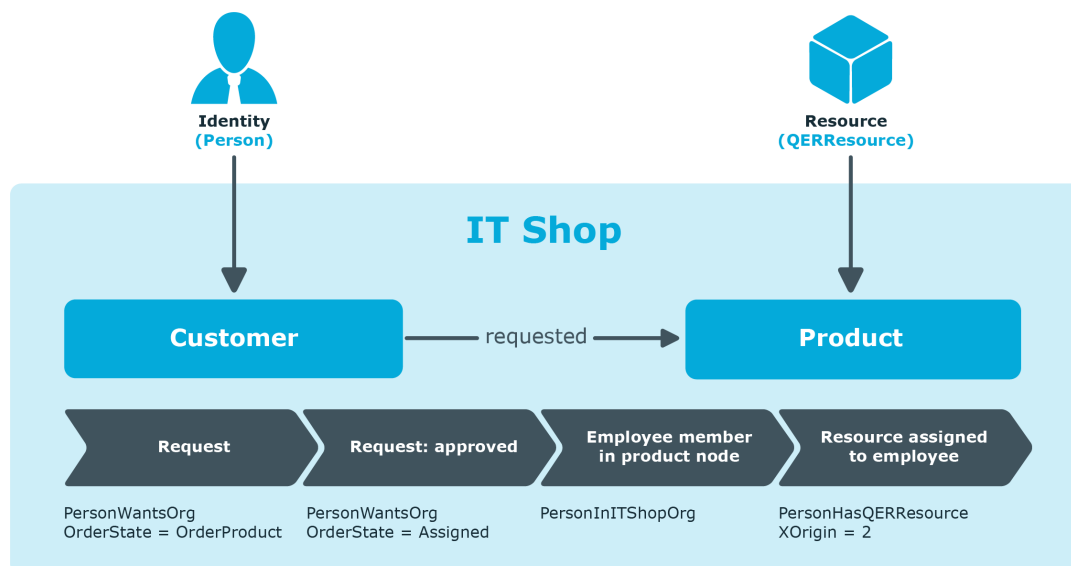 Identity
(Person)
Resource
(QERResource)
IT Shop
Customer
requested
Product
Request
Request: approved
Employee member
in product node
Resource assigned
to employee
PersonWantsOrg
OrderState = OrderProduct
PersonWantsOrg
OrderState = Assigned
PersonInITShopOrg
PersonHasQERResource
XOrigin = 2